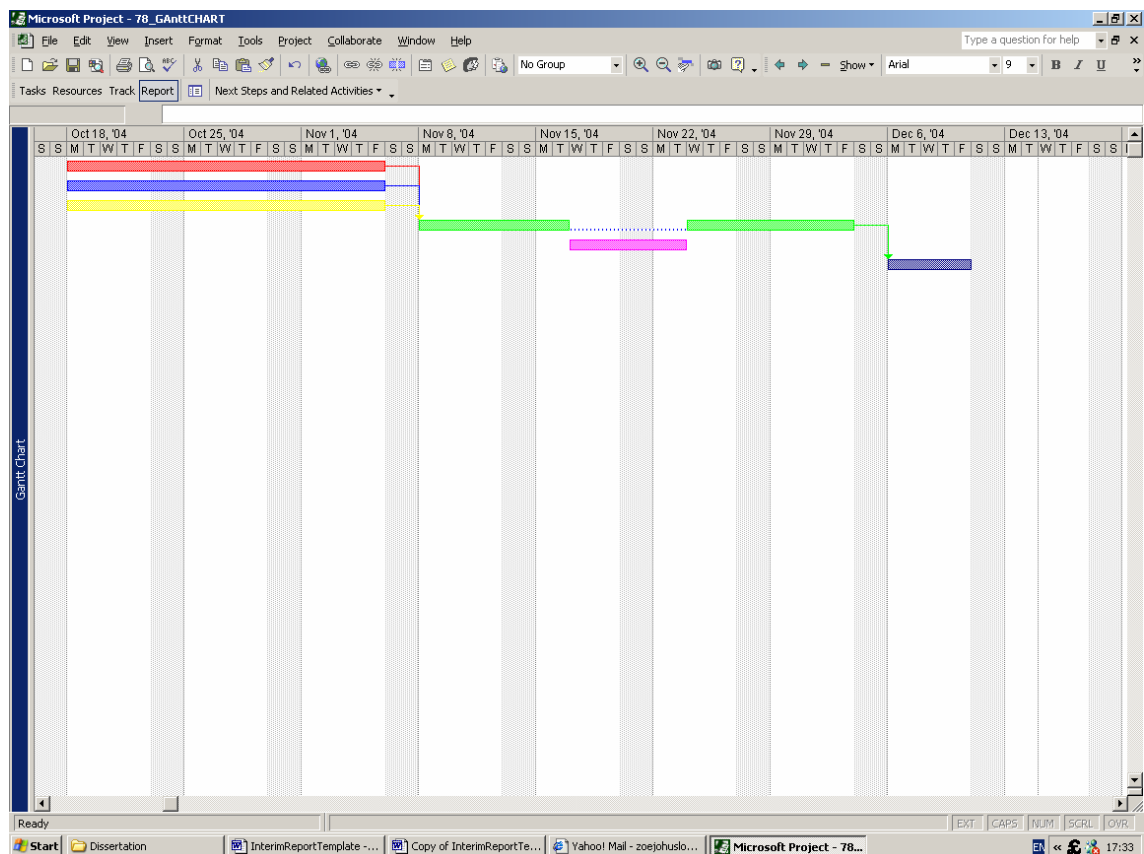 Microsoft Project - 78_GAnttCHART
File Edit View Insert Format Tools Project Collaborate Window Help Type a question for help
No Group Show Arial 9 B I U
Tasks Resources Track Report Next Steps and Related Activities
Oct 18, '04 Oct 25, '04 Nov 1, '04 Nov 8, '04 Nov 15, '04 Nov 22, '04 Nov 29, '04 Dec 6, '04 Dec 13, '04
S S M T W T F S S M T W T F S S M T W T F S S M T W T F S S M T W T F S S M T W T F S S M T W T F S S M T W T F S S M T W T F S S
Gantt Chart
Ready EXT CAPS NUM SCRL OVR
Start Dissertation InterimReportTemplate -... Copy of InterimReportTe... Yahoo! Mail - zoejohuslo... Microsoft Project - 78... EN « 17:33